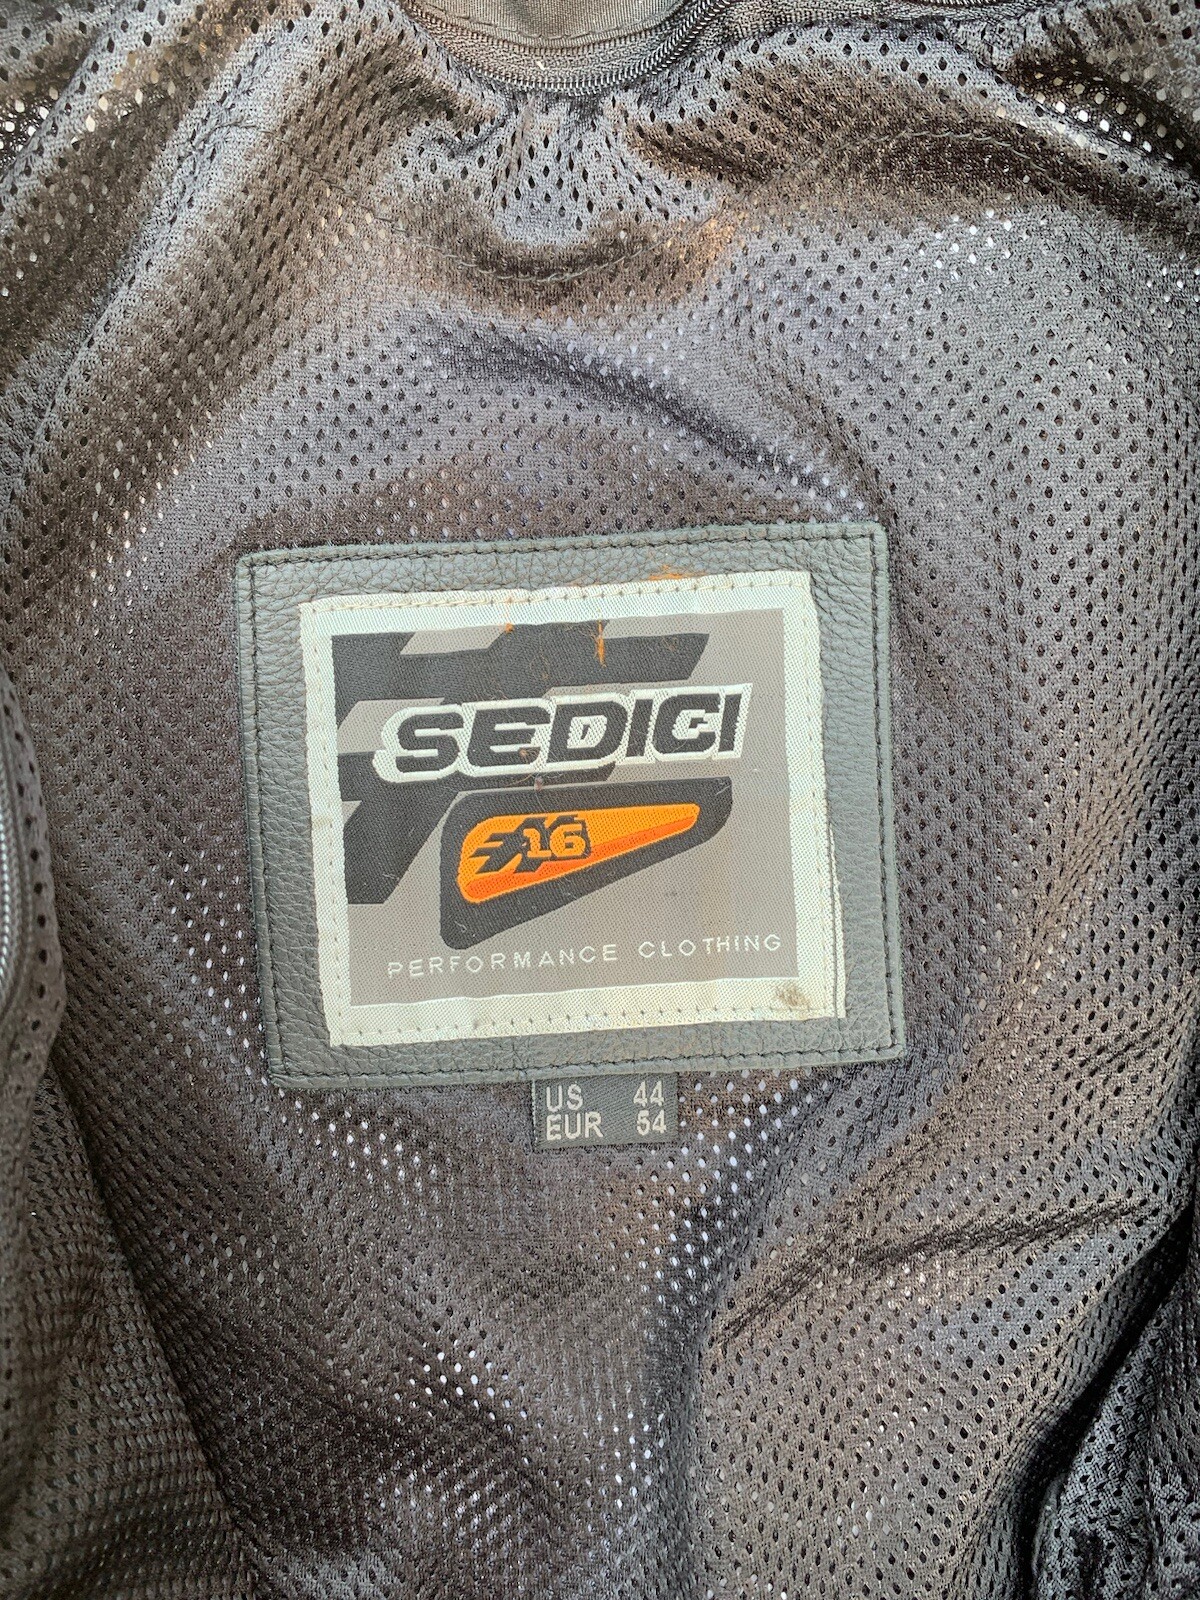 SEDICI
16
PERFORMANCE CLOTHING
US 44
EUR 54